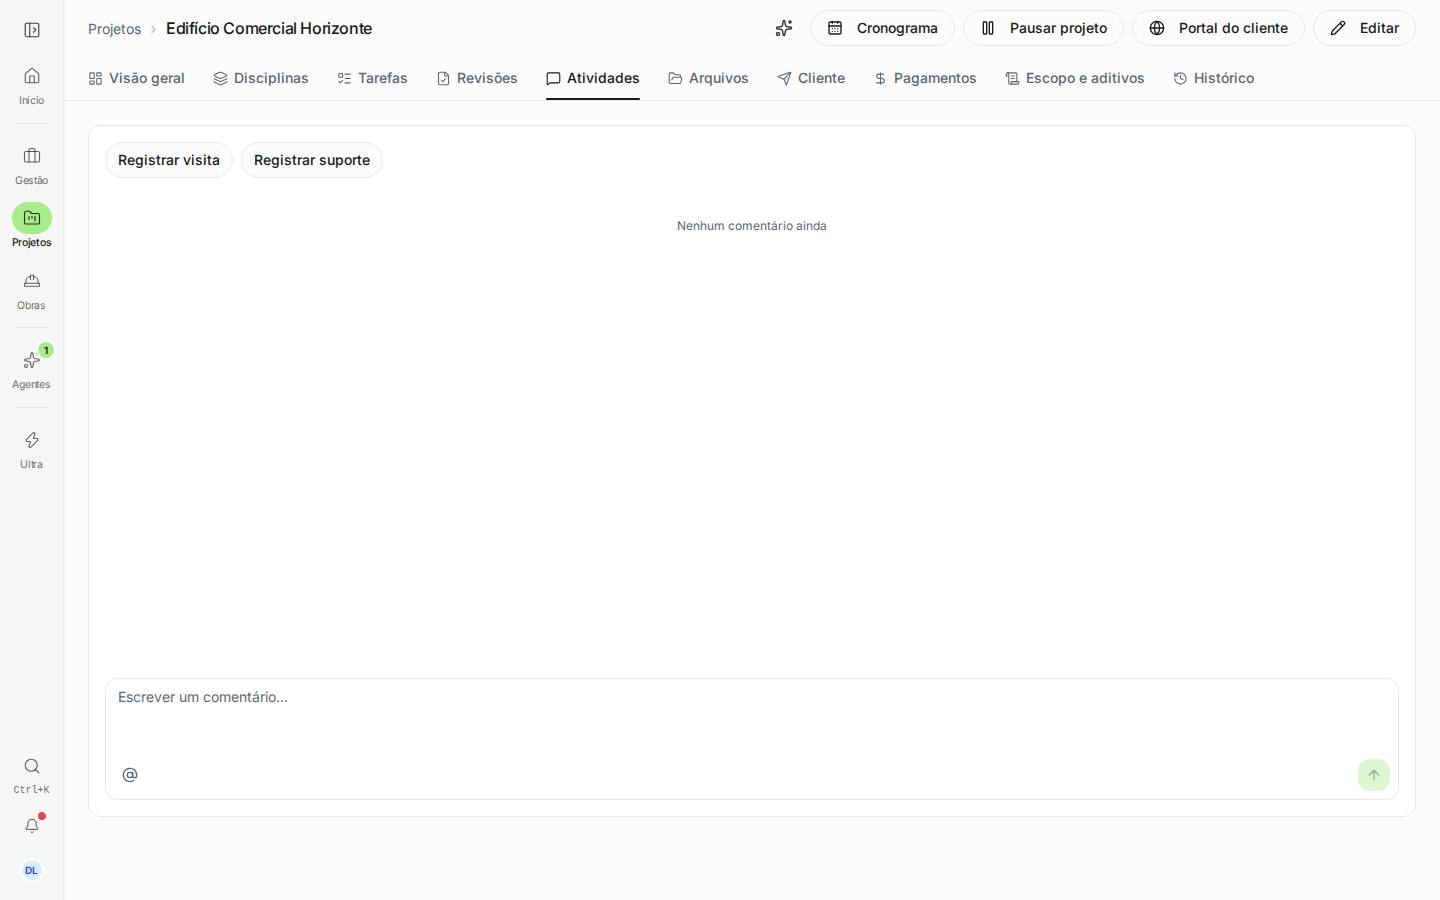 Projetos › Edifício Comercial Horizonte
Cronograma
Pausar projeto
Portal do cliente
Editar
Visão geral
Disciplinas
Tarefas
Revisões
Atividades
Arquivos
Cliente
Pagamentos
Escopo e aditivos
Histórico
Início
Gestão
Projetos
Obras
1
Agentes
Ultra
Ctrl+K
DL
Registrar visita
Registrar suporte
Nenhum comentário ainda
Escrever um comentário...
@